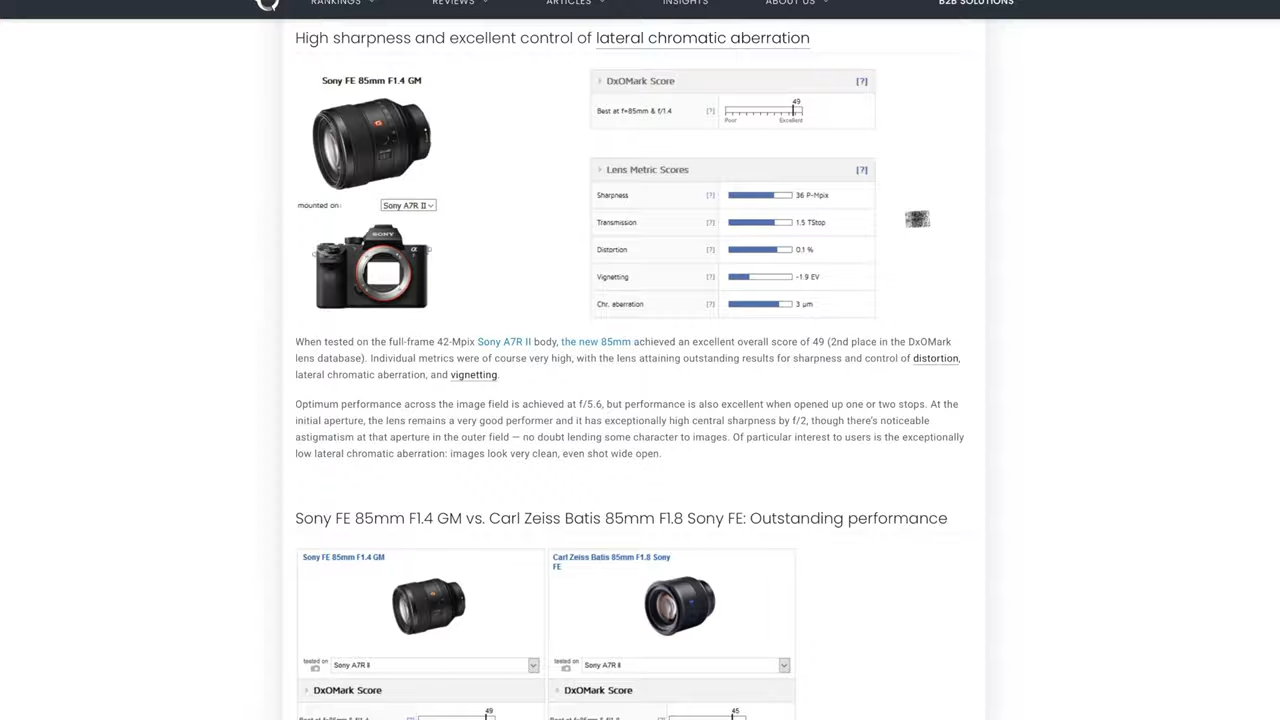 RANKINGS REVIEWS ARTICLES INSIGHTS ABOUT US B2B SOLUTIONS
High sharpness and excellent control of lateral chromatic aberration
Sony FE 85mm F1.4 GM
mounted on: Sony A7R II
SONY
DxOMark Score [?]
Best at f=85mm & f/1.4 [?] 49
Poor Excellent
Lens Metric Scores [?]
Sharpness [?] 36 P-Mpix
Transmission [?] 1.5 TStop
Distortion [?] 0.1 %
Vignetting [?] -1.9 EV
Chr. aberration [?] 3 µm
When tested on the full-frame 42-Mpix Sony A7R II body, the new 85mm achieved an excellent overall score of 49 (2nd place in the DxOMark
lens database). Individual metrics were of course very high, with the lens attaining outstanding results for sharpness and control of distortion,
lateral chromatic aberration, and vignetting.
Optimum performance across the image field is achieved at f/5.6, but performance is also excellent when opened up one or two stops. At the
initial aperture, the lens remains a very good performer and it has exceptionally high central sharpness by f/2, though there's noticeable
astigmatism at that aperture in the outer field — no doubt lending some character to images. Of particular interest to users is the exceptionally
low lateral chromatic aberration: images look very clean, even shot wide open.
Sony FE 85mm F1.4 GM vs. Carl Zeiss Batis 85mm F1.8 Sony FE: Outstanding performance
Sony FE 85mm F1.4 GM
Carl Zeiss Batis 85mm F1.8 Sony
FE
tested on Sony A7R II
tested on Sony A7R II
DxOMark Score
DxOMark Score
49
45